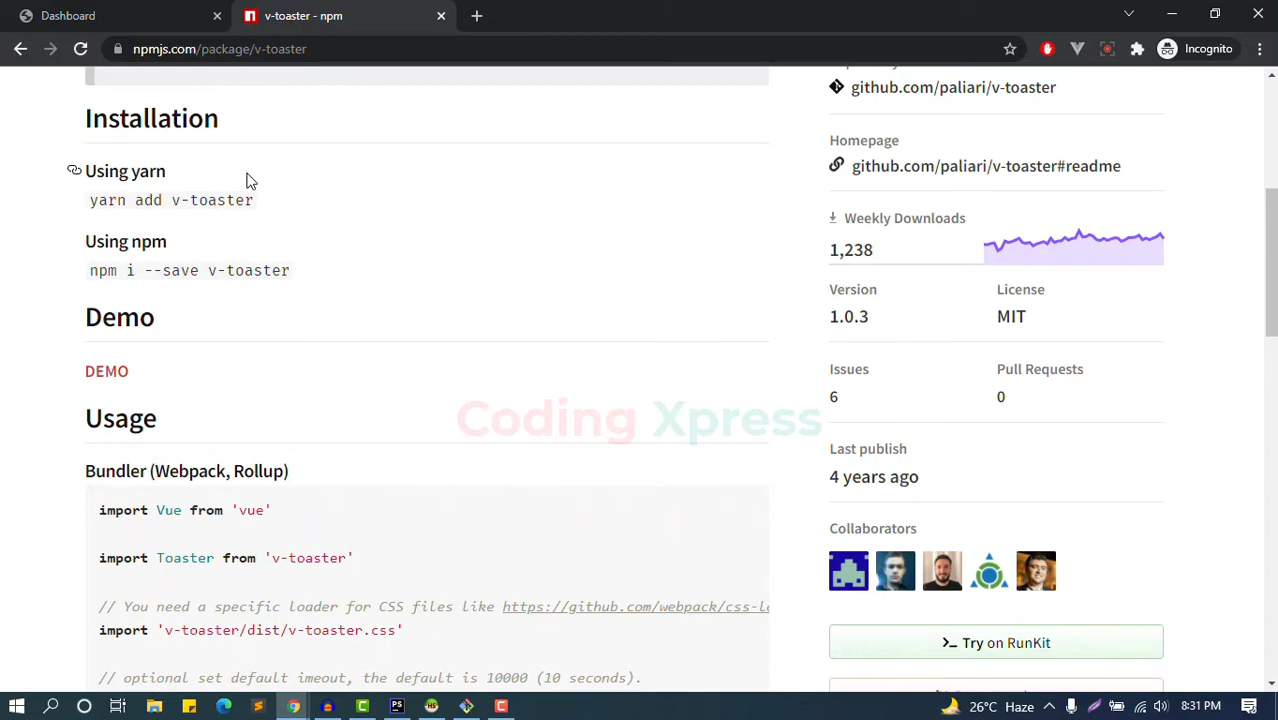 Dashboard
v-toaster - npm
npmjs.com/package/v-toaster
Incognito
github.com/paliari/v-toaster
Installation
Homepage
Using yarn
github.com/paliari/v-toaster#readme
yarn add v-toaster
Weekly Downloads
Using npm
1,238
npm i --save v-toaster
Version
License
Demo
1.0.3
MIT
DEMO
Issues
Pull Requests
6
0
Usage
Coding Xpress
Last publish
Bundler (Webpack, Rollup)
4 years ago
import Vue from 'vue'
Collaborators
import Toaster from 'v-toaster'
// You need a specific loader for CSS files like https://github.com/webpack/css-lo
import 'v-toaster/dist/v-toaster.css'
>_ Try on RunKit
// optional set default imeout, the default is 10000 (10 seconds).
26°C Haze
8:31 PM